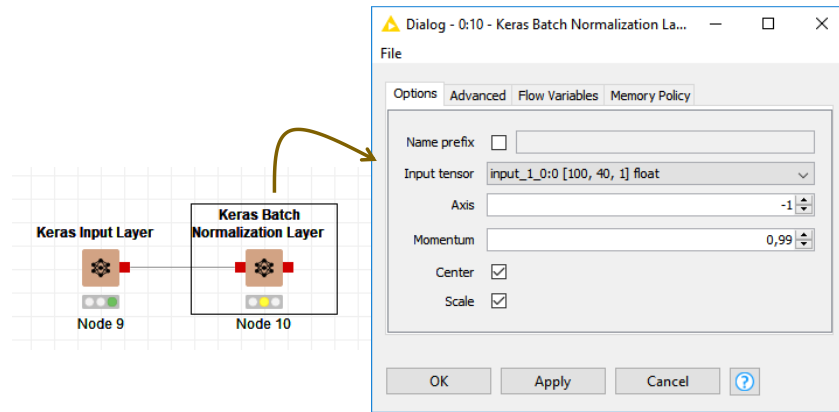 Dialog - 0:10 - Keras Batch Normalization La...
File
Options Advanced Flow Variables Memory Policy
Name prefix
Input tensor input_1_0:0 [100, 40, 1] float
Axis -1
Momentum 0,99
Center
Scale
OK Apply Cancel ?
Keras Input Layer
Node 9
Keras Batch
Normalization Layer
Node 10